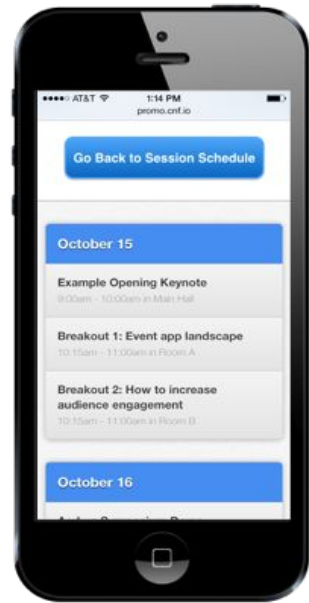 AT&T 1:14 PM
promo.cnf.io
Go Back to Session Schedule
October 15
Example Opening Keynote
9:00am - 10:00am in Main Hall
Breakout 1: Event app landscape
10:15am - 11:00am in Room A
Breakout 2: How to increase
audience engagement
10:15am - 11:00am in Room B
October 16